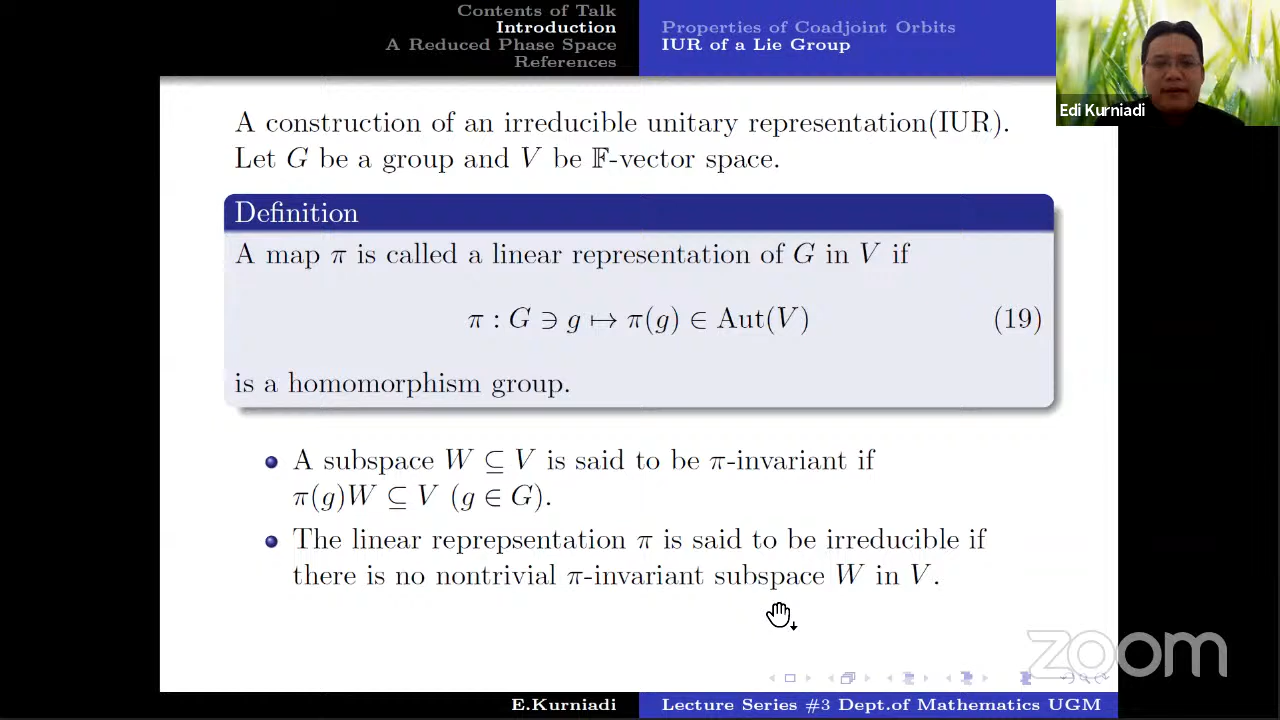 Contents of Talk
Introduction
A Reduced Phase Space
References
Properties of Coadjoint Orbits
IUR of a Lie Group
Edi Kurniadi
A construction of an irreducible unitary representation(IUR).
Let G be a group and V be 𝔽-vector space.
Definition
A map π is called a linear representation of G in V if
π : G ∋ g ↦ π(g) ∈ Aut(V) (19)
is a homomorphism group.
A subspace W ⊆ V is said to be π-invariant if
π(g)W ⊆ V (g ∈ G).
The linear reprepsentation π is said to be irreducible if
there is no nontrivial π-invariant subspace W in V.
zoom
E.Kurniadi
Lecture Series #3 Dept.of Mathematics UGM